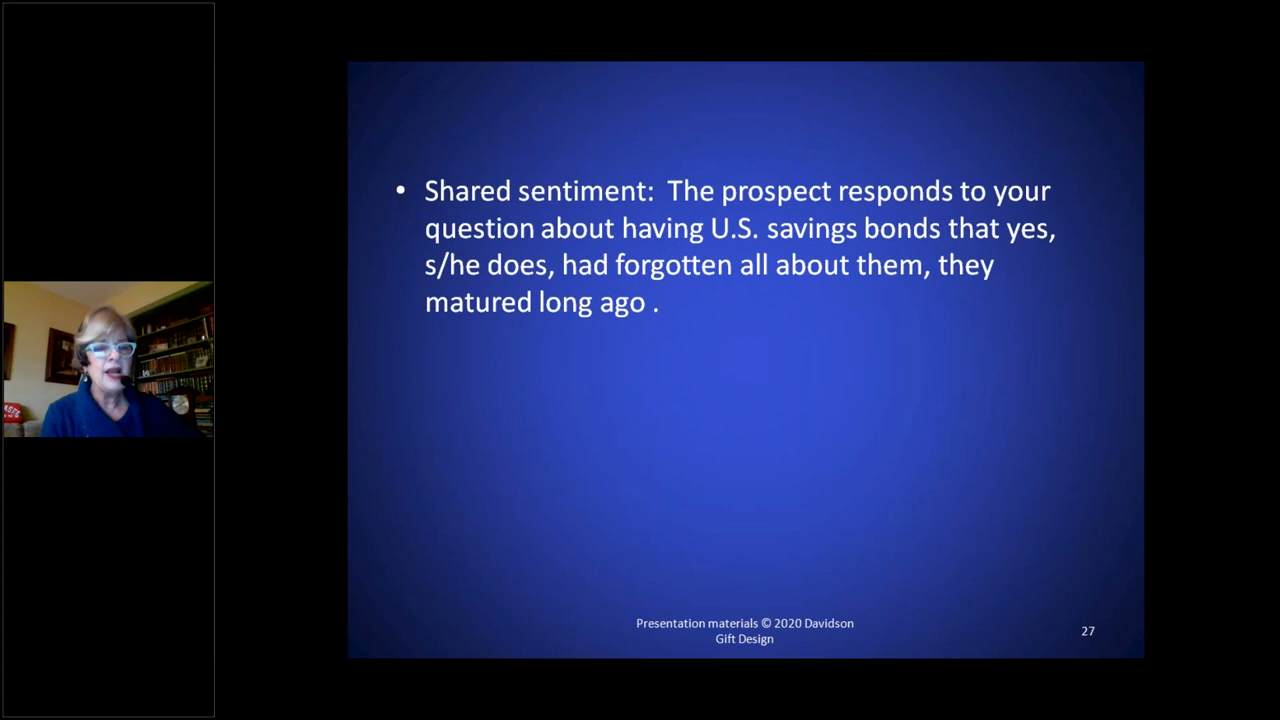 • Shared sentiment:  The prospect responds to your
question about having U.S. savings bonds that yes,
s/he does, had forgotten all about them, they
matured long ago .
Presentation materials © 2020 Davidson
Gift Design
27